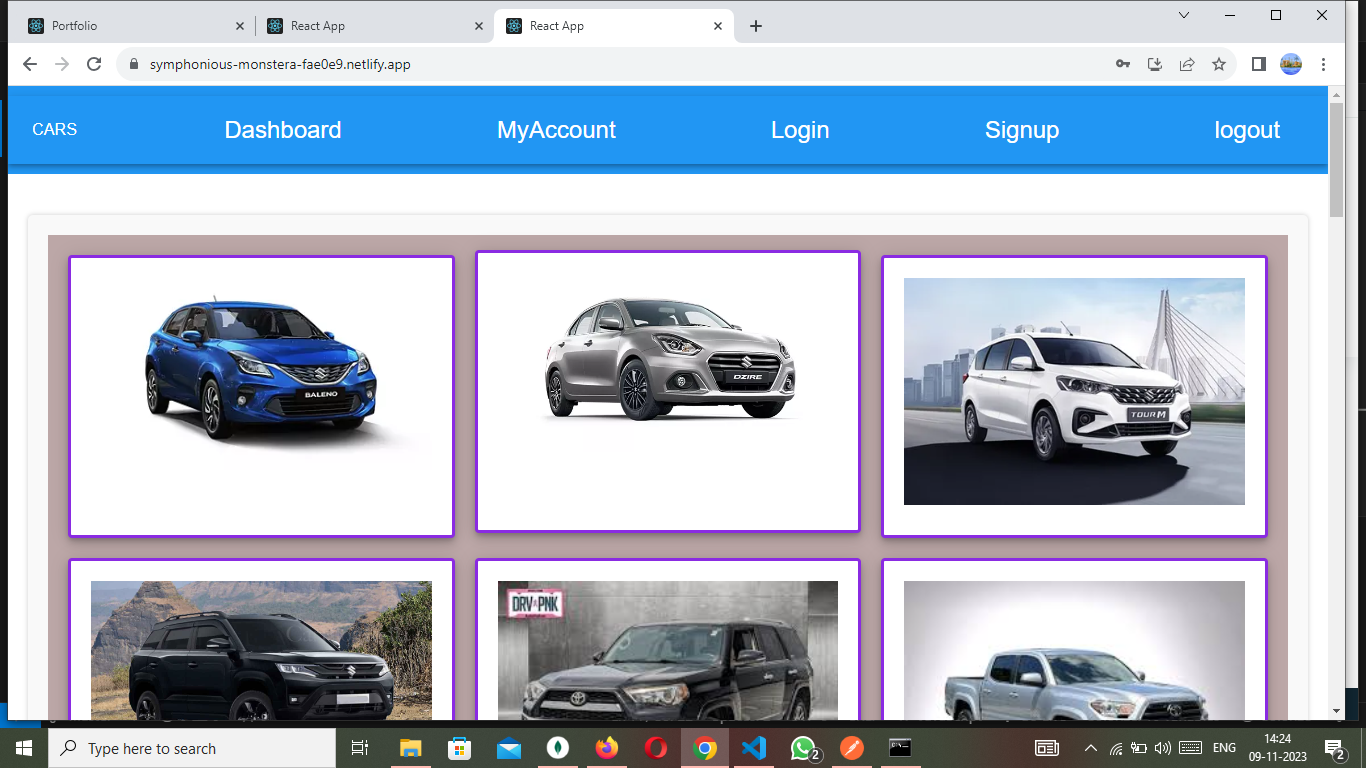 Portfolio
React App
React App
symphonious-monstera-fae0e9.netlify.app
CARS
Dashboard
MyAccount
Login
Signup
logout
BALENO
DZIRE
TOUR M
DRV PNK
Type here to search
2
ENG
14:24
09-11-2023
2